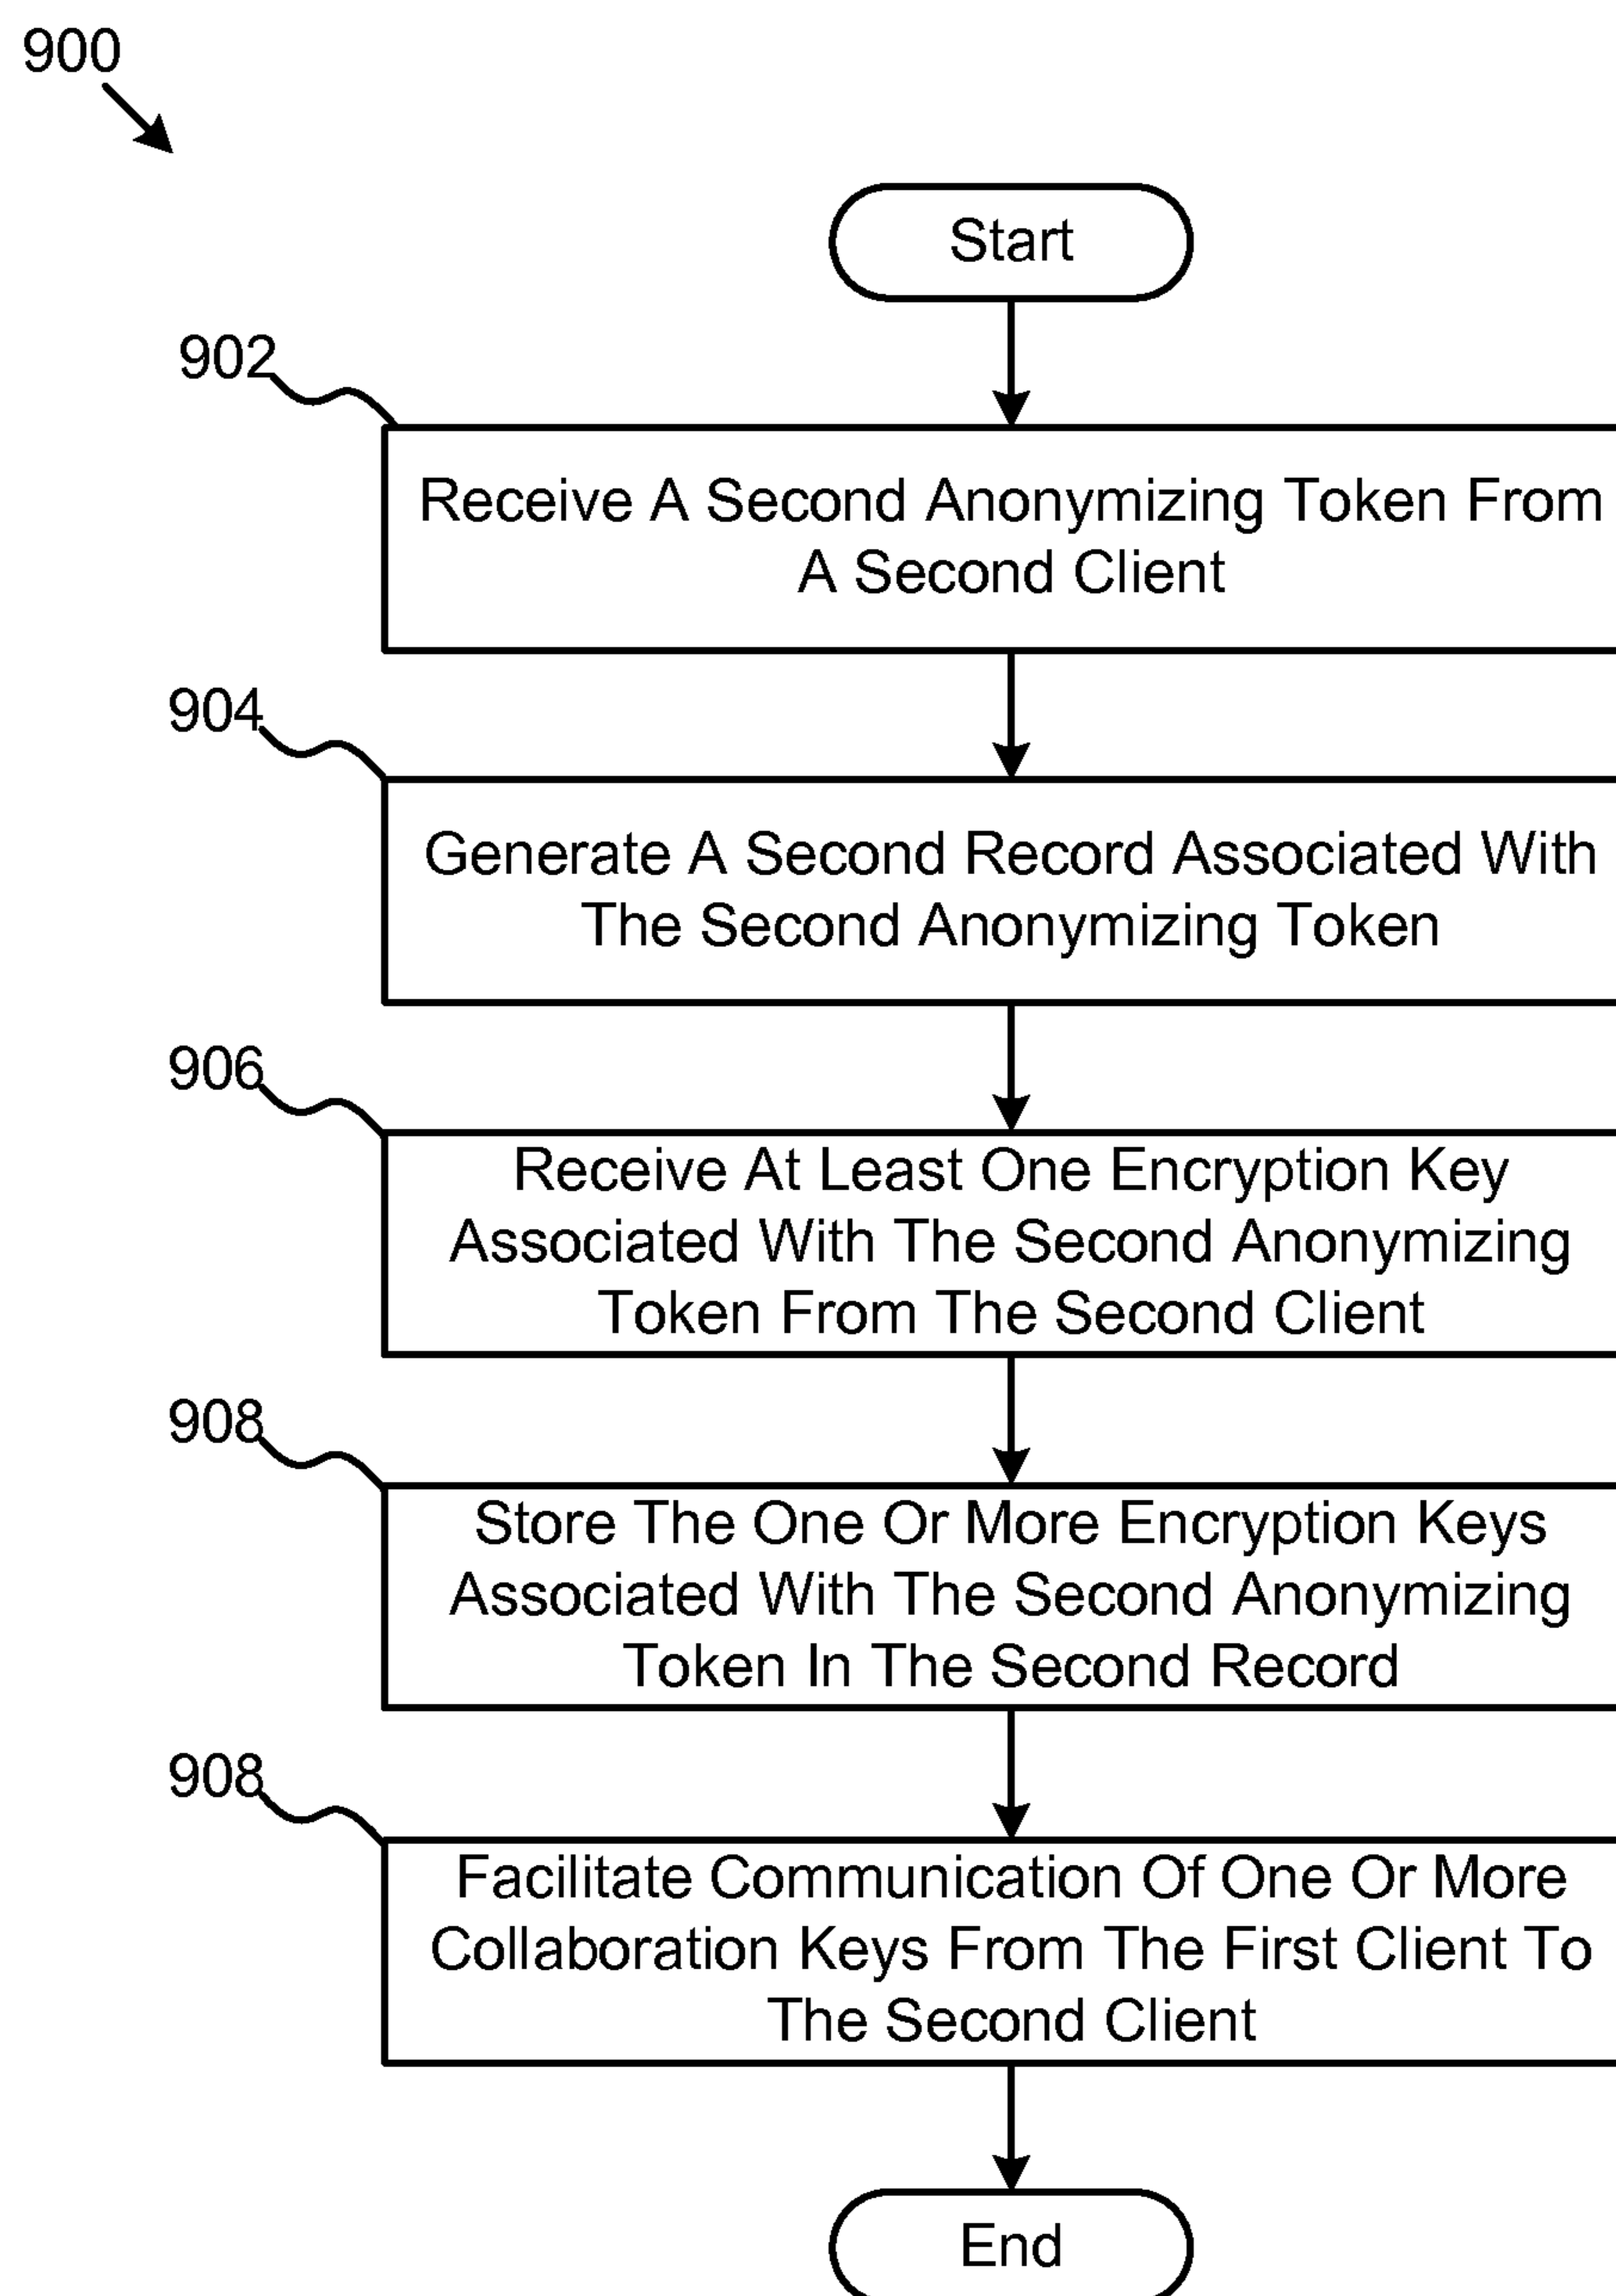 900
Start
902
Receive A Second Anonymizing Token From
A Second Client
904
Generate A Second Record Associated With
The Second Anonymizing Token
906
Receive At Least One Encryption Key
Associated With The Second Anonymizing
Token From The Second Client
908
Store The One Or More Encryption Keys
Associated With The Second Anonymizing
Token In The Second Record
908
Facilitate Communication Of One Or More
Collaboration Keys From The First Client To
The Second Client
End